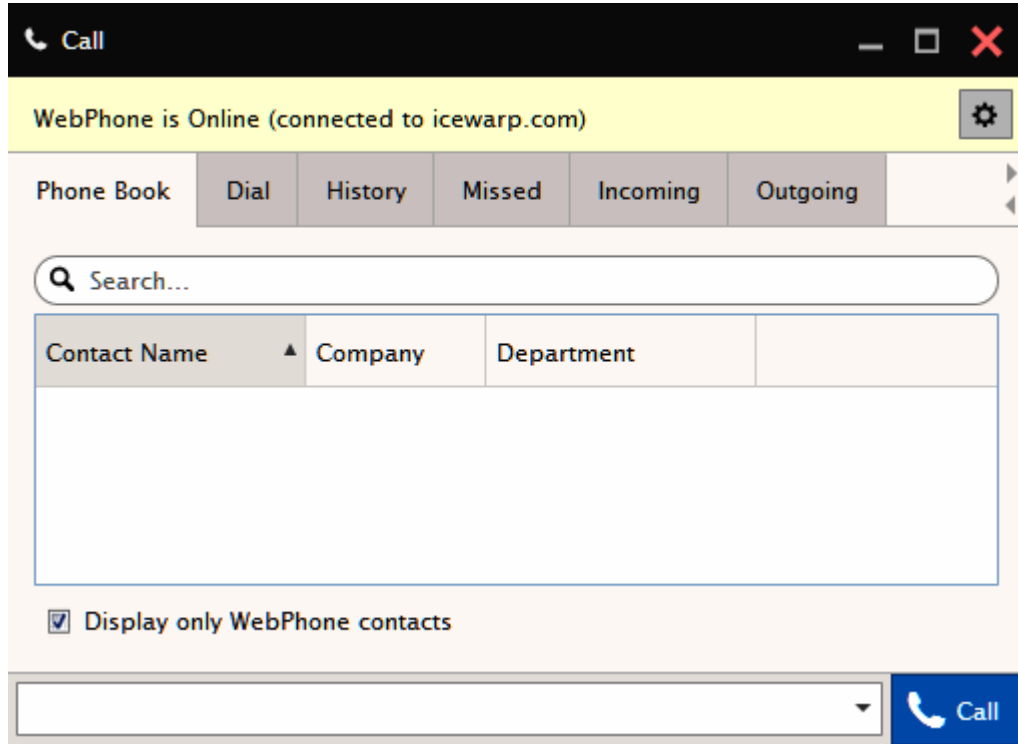 Call
WebPhone is Online (connected to icewarp.com)
Phone Book Dial History Missed Incoming Outgoing
Search...
Contact Name Company Department
Display only WebPhone contacts
Call